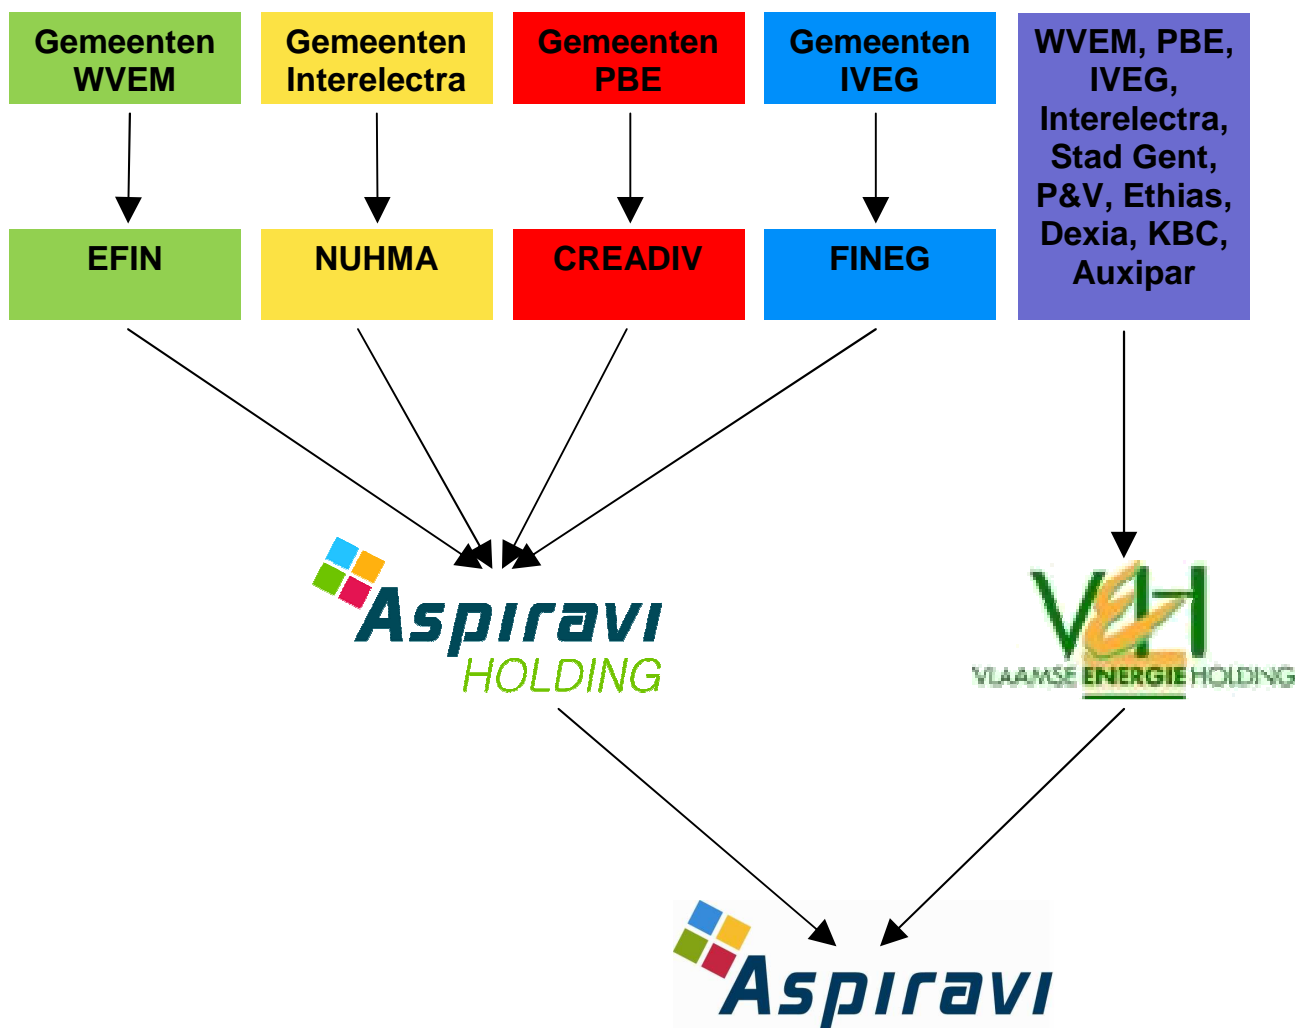 Gemeenten
WVEM
Gemeenten
Interelectra
Gemeenten
PBE
Gemeenten
IVEG
WVEM, PBE,
IVEG,
Interelectra,
Stad Gent,
P&V, Ethias,
Dexia, KBC,
Auxipar
EFIN
NUHMA
CREADIV
FINEG
Aspiravi
HOLDING
VEH
VLAAMSE ENERGIE HOLDING
Aspiravi